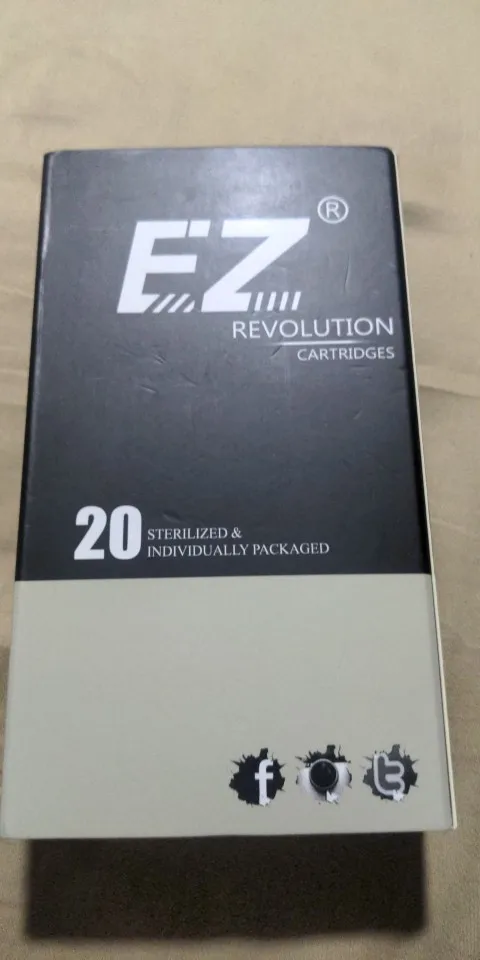 EZ®
REVOLUTION
CARTRIDGES
20 STERILIZED &
INDIVIDUALLY PACKAGED
f t